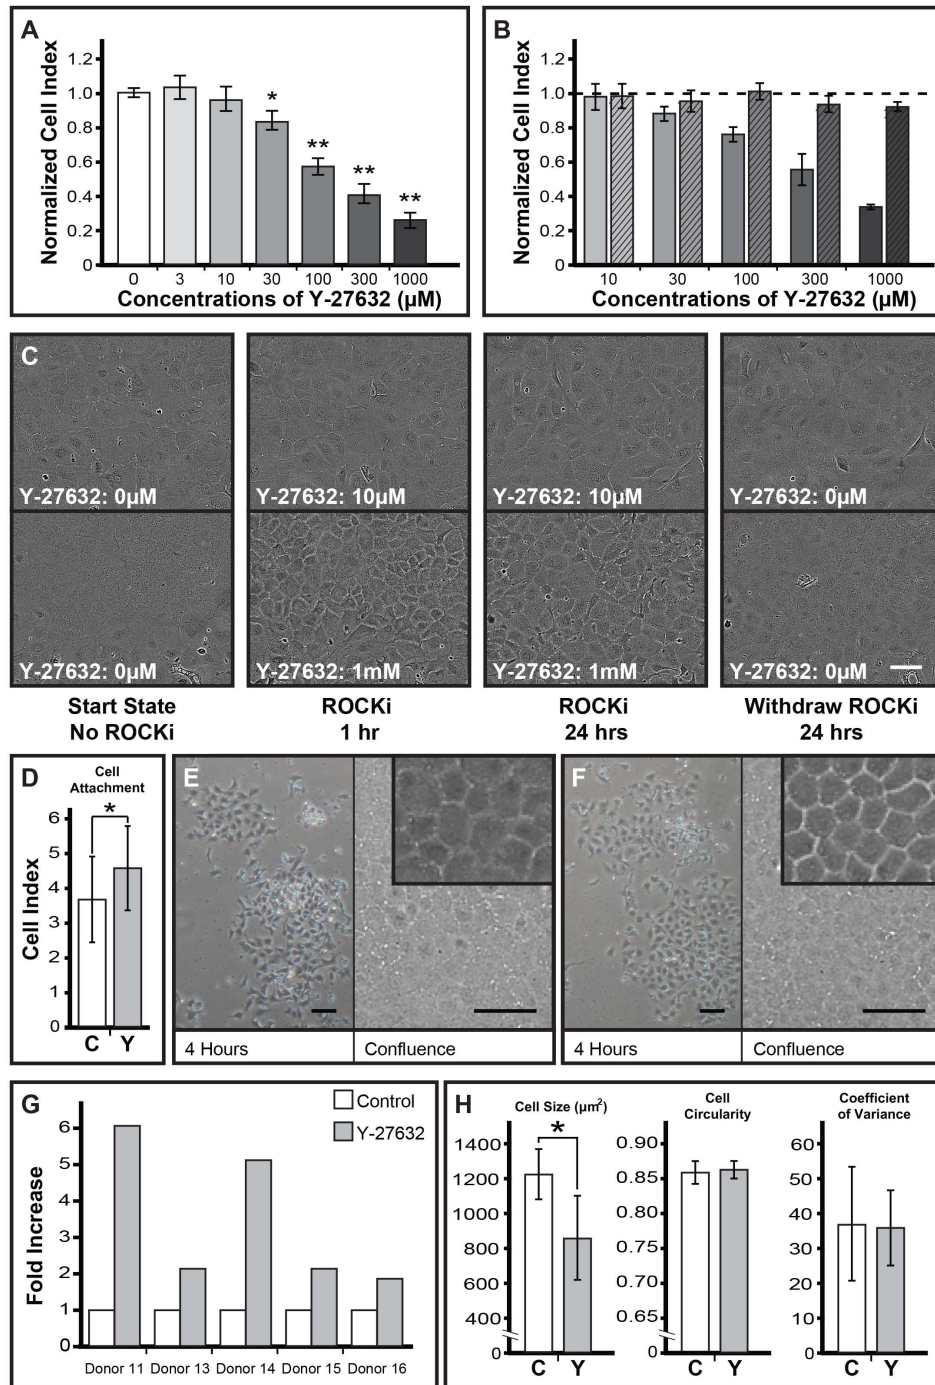 A
Normalized Cell Index
1.2
1.0
0.8
0.6
0.4
0.2
0
*
**
**
**
0 3 10 30 100 300 1000
Concentrations of Y-27632 (µM)
B
Normalized Cell Index
1.2
1.0
0.8
0.6
0.4
0.2
0
10 30 100 300 1000
Concentrations of Y-27632 (µM)
C
Y-27632: 0µM
Y-27632: 10µM
Y-27632: 10µM
Y-27632: 0µM
Y-27632: 0µM
Y-27632: 1mM
Y-27632: 1mM
Y-27632: 0µM
Start State
No ROCKi
ROCKi
1 hr
ROCKi
24 hrs
Withdraw ROCKi
24 hrs
D
Cell
Attachment
*
Cell Index
6
5
4
3
2
1
0
C Y
E
4 Hours
Confluence
F
4 Hours
Confluence
G
Control
Y-27632
Fold Increase
6
5
4
3
2
1
0
Donor 11 Donor 13 Donor 14 Donor 15 Donor 16
H
Cell Size (µm²)
*
1400
1200
1000
800
600
400
0
C Y
Cell
Circularity
0.90
0.85
0.80
0.75
0.70
0.65
0
C Y
Coefficient
of Variance
60
50
40
30
20
10
0
C Y